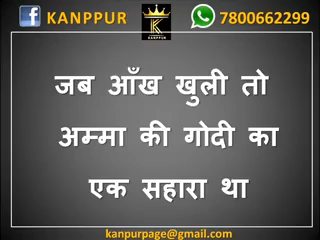 KANPPUR
K
KANPPUR
7800662299
जब आँख खुली तो
अम्मा की गोदी का
एक सहारा था
kanpurpage@gmail.com